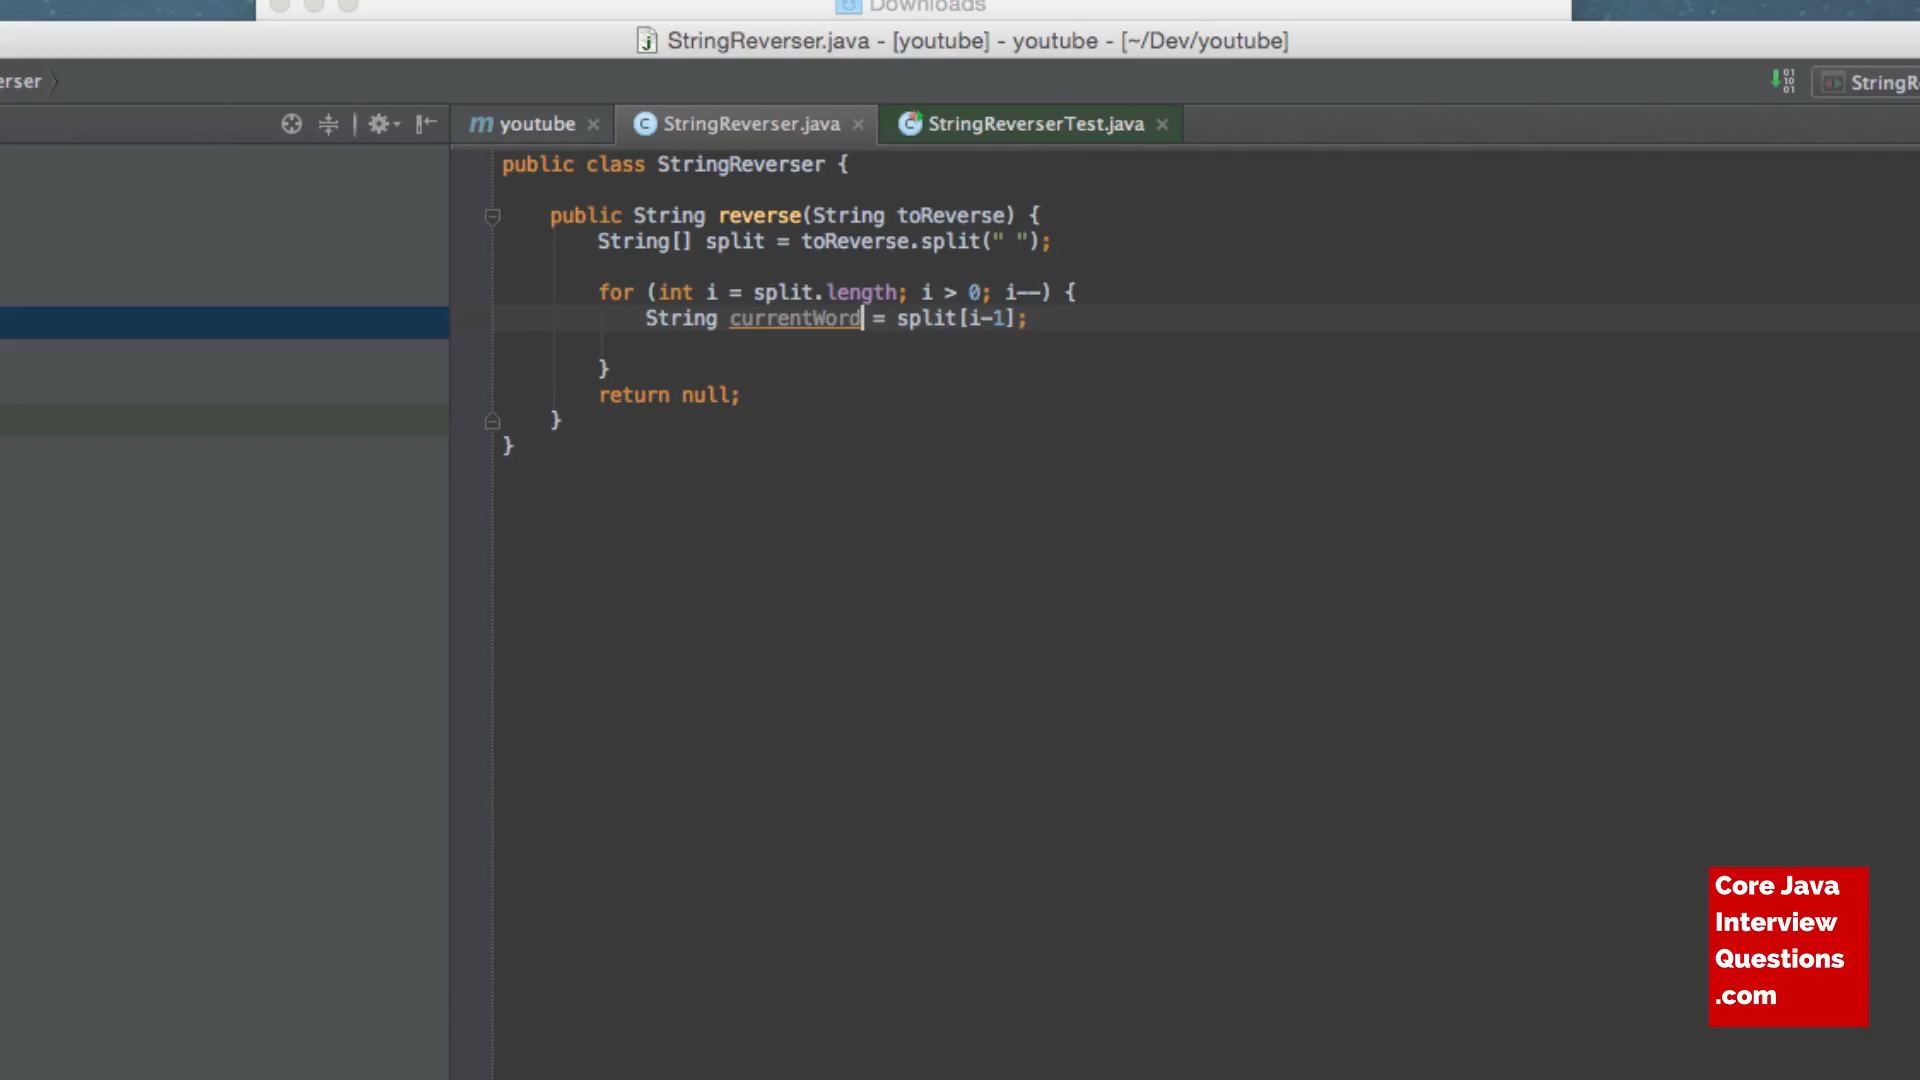 Downloads
StringReverser.java - [youtube] - youtube - [~/Dev/youtube]
erser
StringR
youtube
StringReverser.java
StringReverserTest.java
public class StringReverser {
public String reverse(String toReverse) {
String[] split = toReverse.split(" ");
for (int i = split.length; i > 0; i--) {
String currentWord = split[i-1];
}
return null;
}
}
Core Java
Interview
Questions
.com